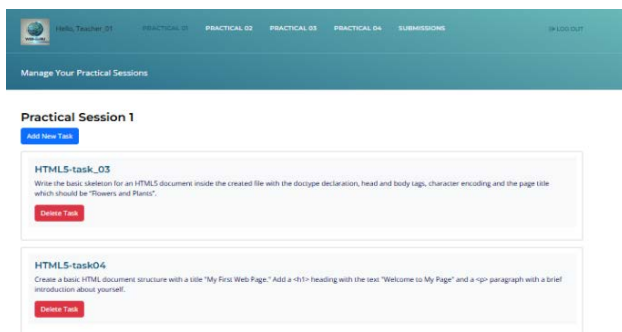 Hello, Teacher_01
PRACTICAL 01
PRACTICAL 02
PRACTICAL 03
PRACTICAL 04
SUBMISSIONS
LOG OUT
Manage Your Practical Sessions
Practical Session 1
Add New Task
HTML5-task_03
Write the basic skeleton for an HTML5 document inside the created file with the doctype declaration, head and body tags, character encoding and the page title
which should be "Flowers and Plants".
Delete Task
HTML5-task04
Create a basic HTML document structure with a title "My First Web Page." Add a <h1> heading with the text "Welcome to My Page" and a <p> paragraph with a brief
introduction about yourself.
Delete Task